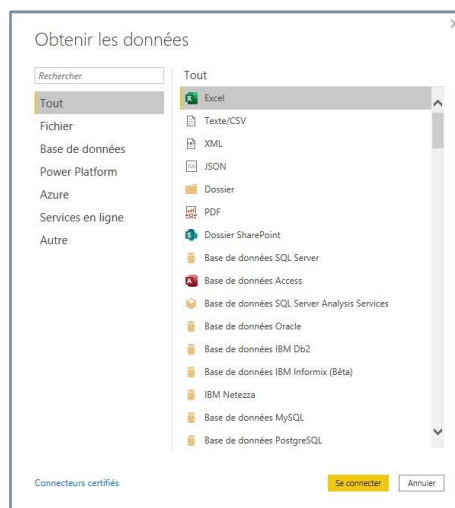 Obtenir les données
Rechercher
Tout
Fichier
Base de données
Power Platform
Azure
Services en ligne
Autre
Tout
Excel
Texte/CSV
XML
JSON
Dossier
PDF
Dossier SharePoint
Base de données SQL Server
Base de données Access
Base de données SQL Server Analysis Services
Base de données Oracle
Base de données IBM Db2
Base de données IBM Informix (Bêta)
IBM Netezza
Base de données MySQL
Base de données PostgreSQL
Connecteurs certifiés
Se connecter
Annuler